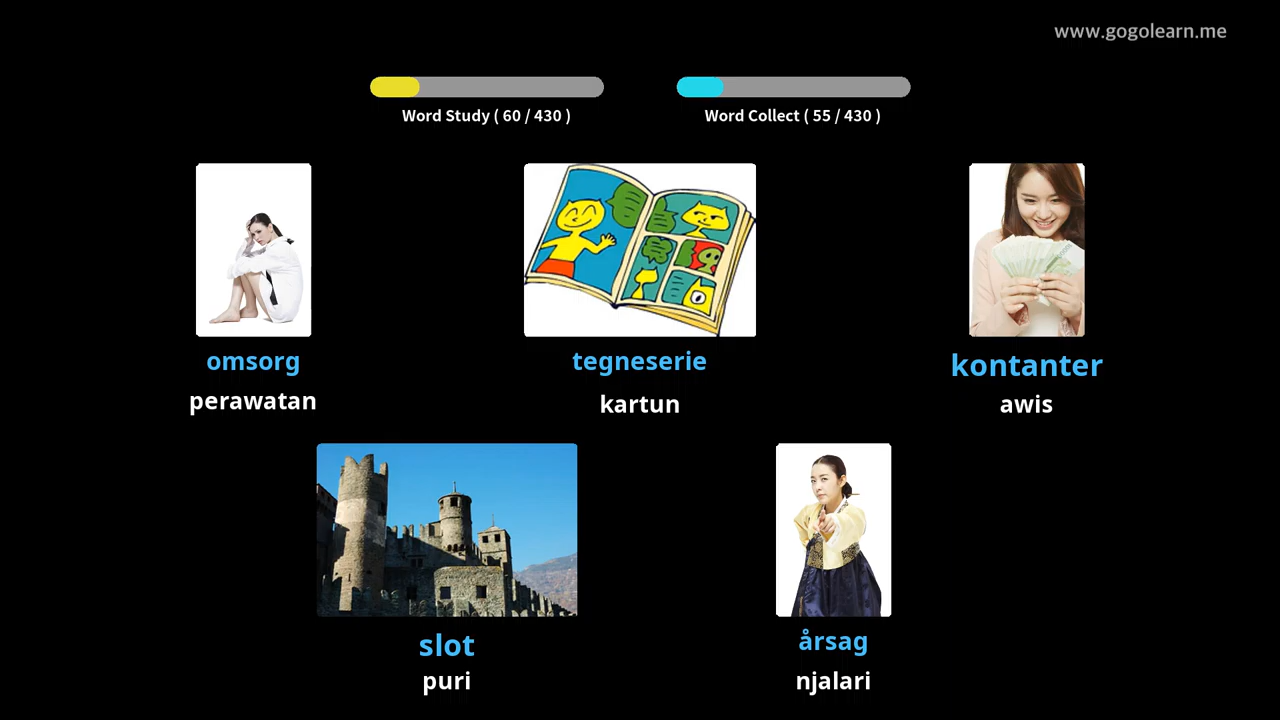 www.gogolearn.me
Word Study ( 60 / 430 )
Word Collect ( 55 / 430 )
omsorg
perawatan
tegneserie
kartun
kontanter
awis
slot
puri
årsag
njalari